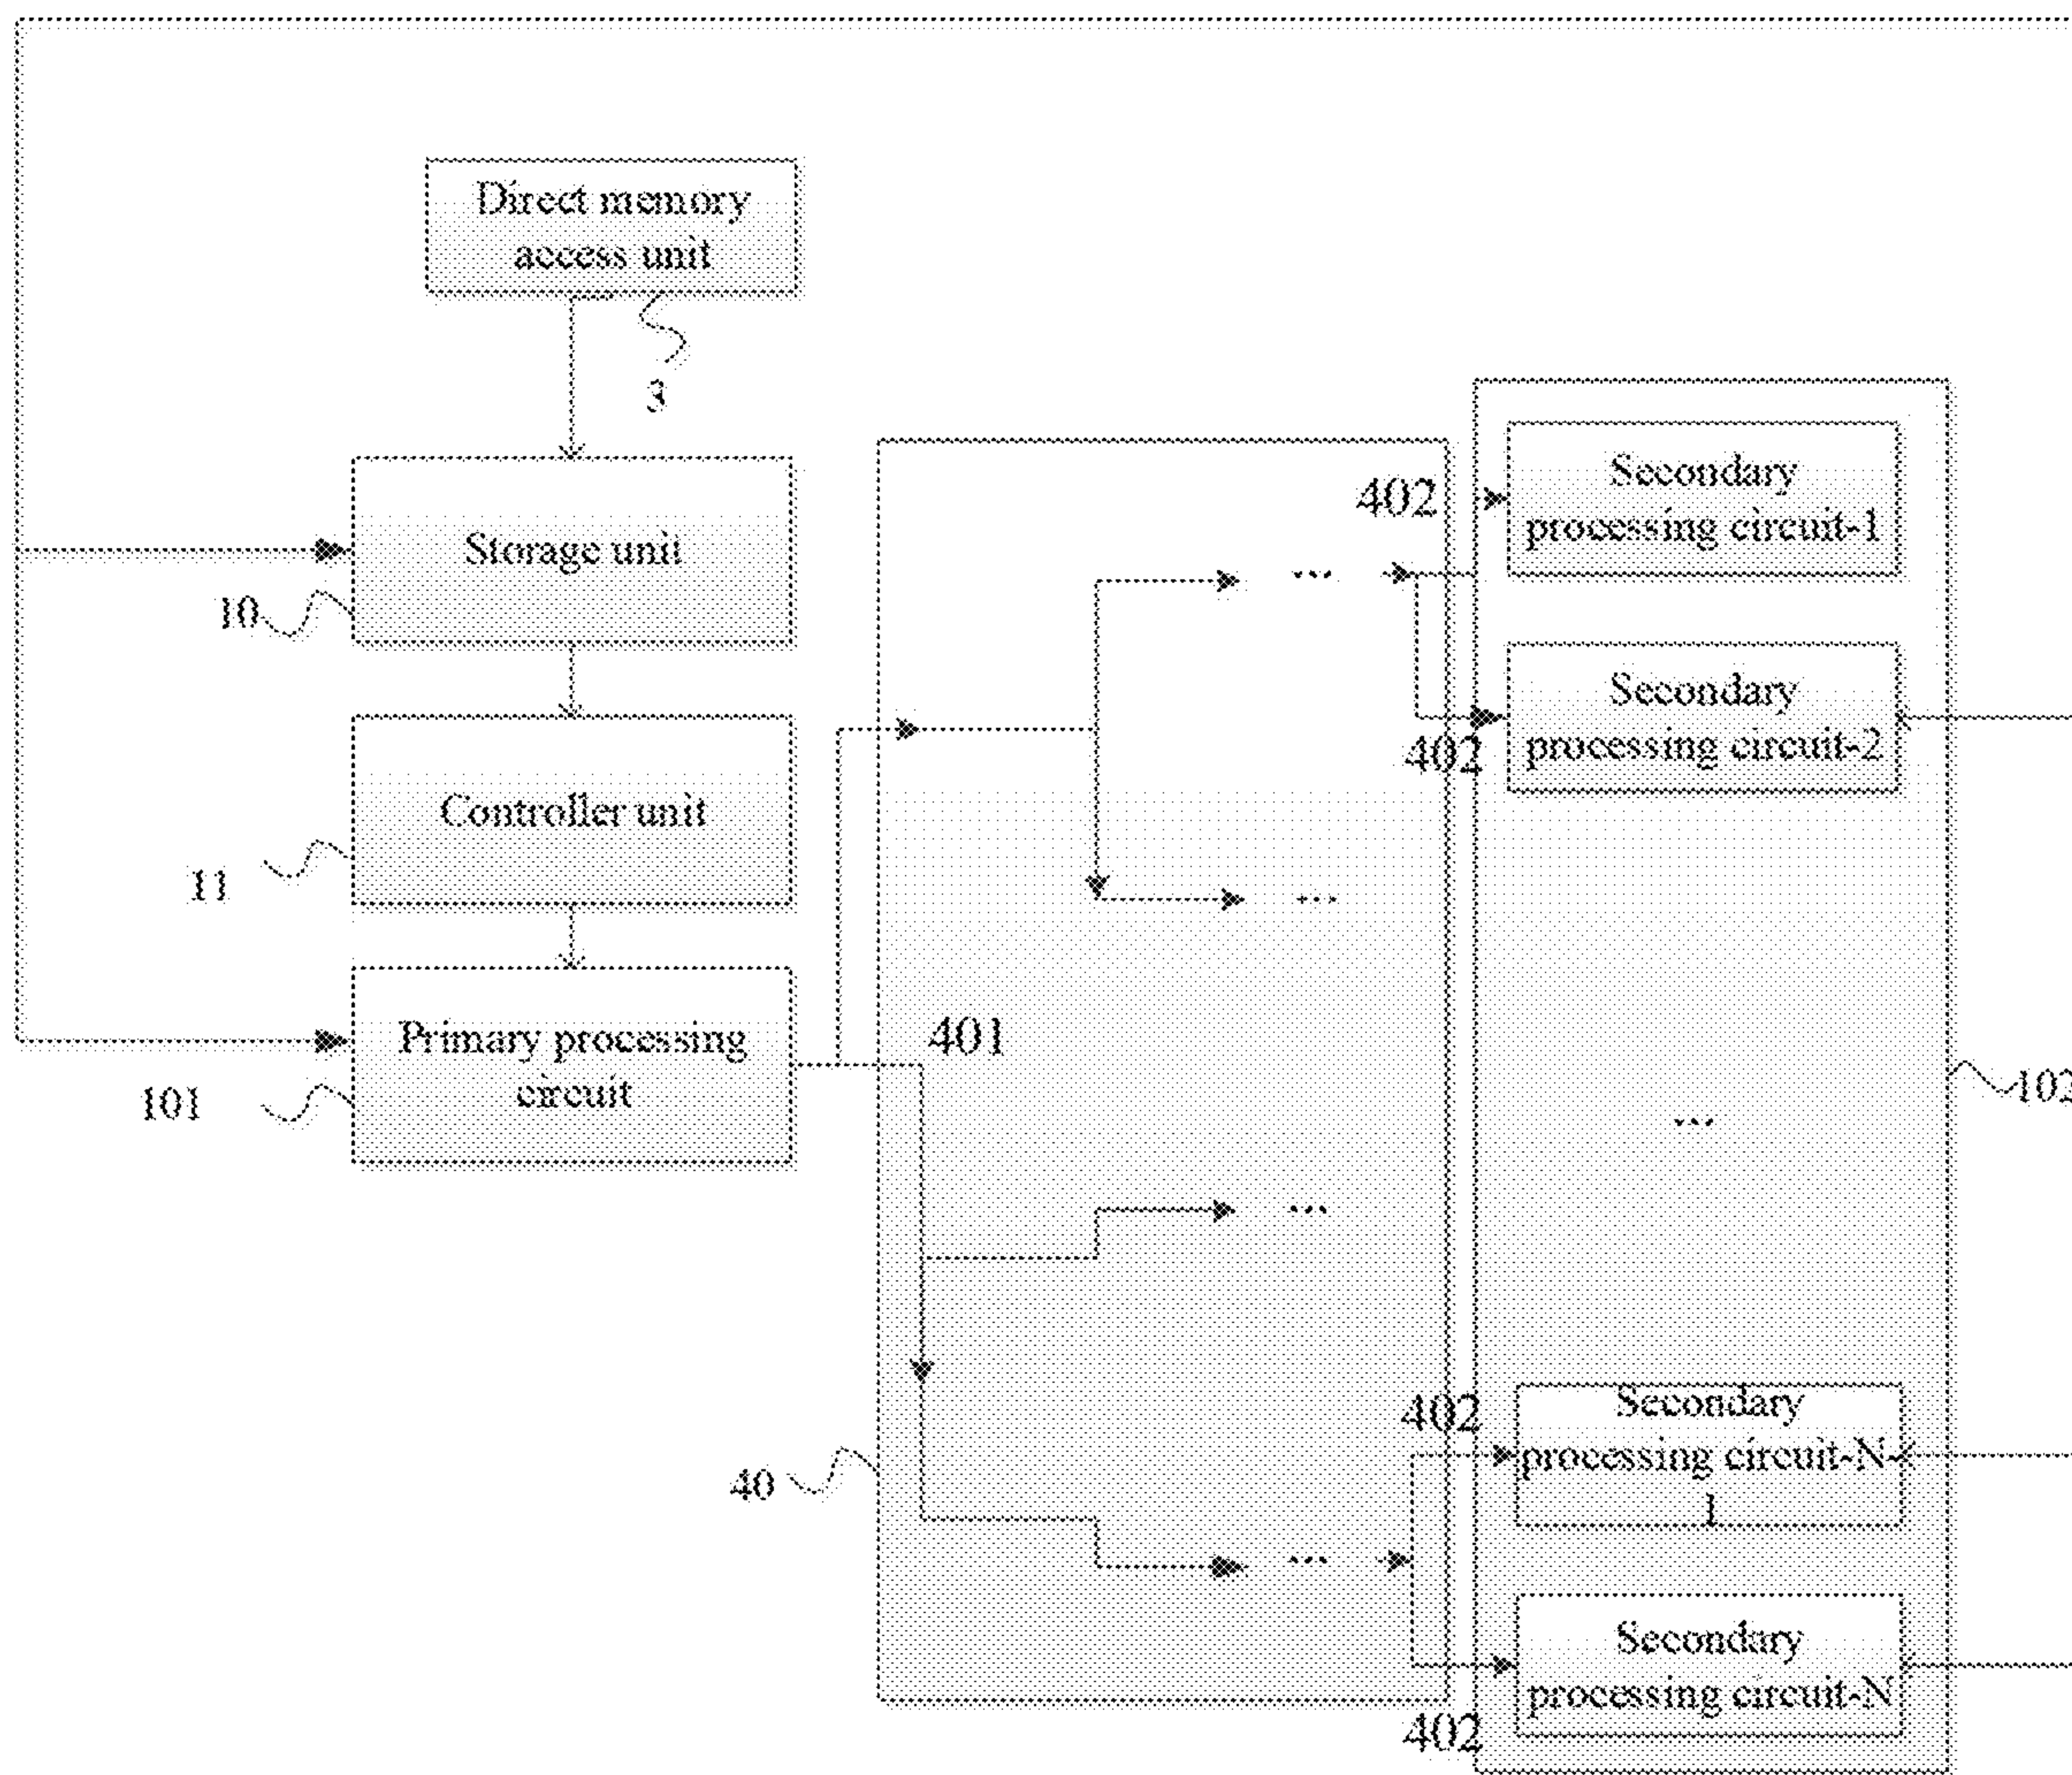 Direct memory
access unit
3
Storage unit
10
Controller unit
11
Primary processing
circuit
101
401
40
402
Secondary
processing circuit-1
...
402
Secondary
processing circuit-2
...
...
102
...
402
Secondary
processing circuit-N-
1
...
Secondary
processing circuit-N
402